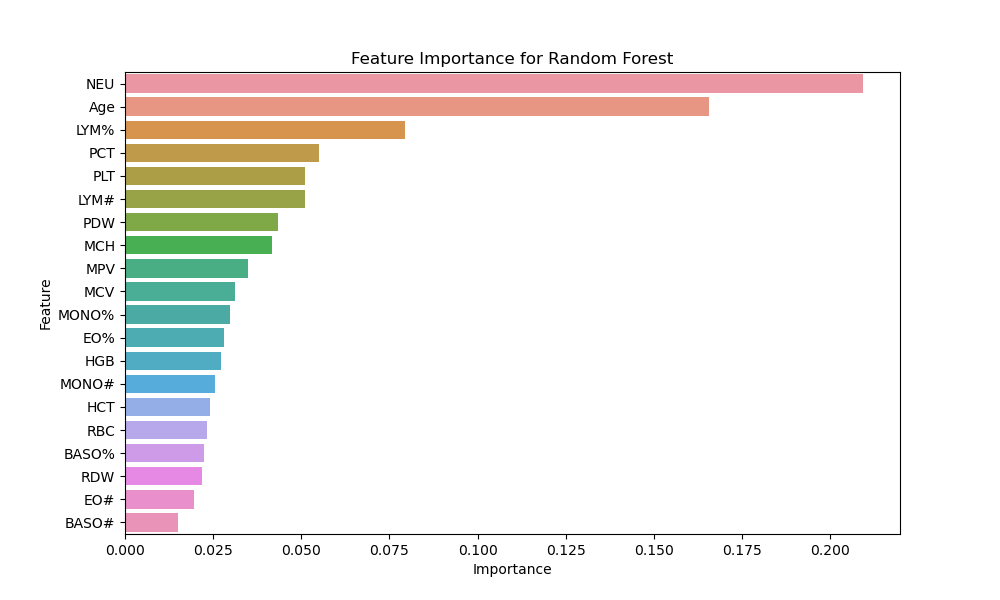 Feature Importance for Random Forest
NEU
Age
LYM%
PCT
PLT
LYM#
PDW
MCH
MPV
MCV
MONO%
EO%
HGB
MONO#
HCT
RBC
BASO%
RDW
EO#
BASO#
Feature
0.000 0.025 0.050 0.075 0.100 0.125 0.150 0.175 0.200
Importance